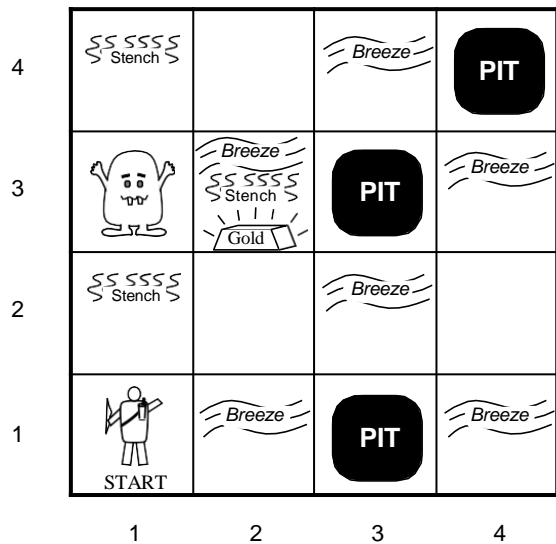 4
Stench
Breeze
PIT
3
Breeze
Stench
Gold
PIT
Breeze
2
Stench
Breeze
1
START
Breeze
PIT
Breeze
1 2 3 4